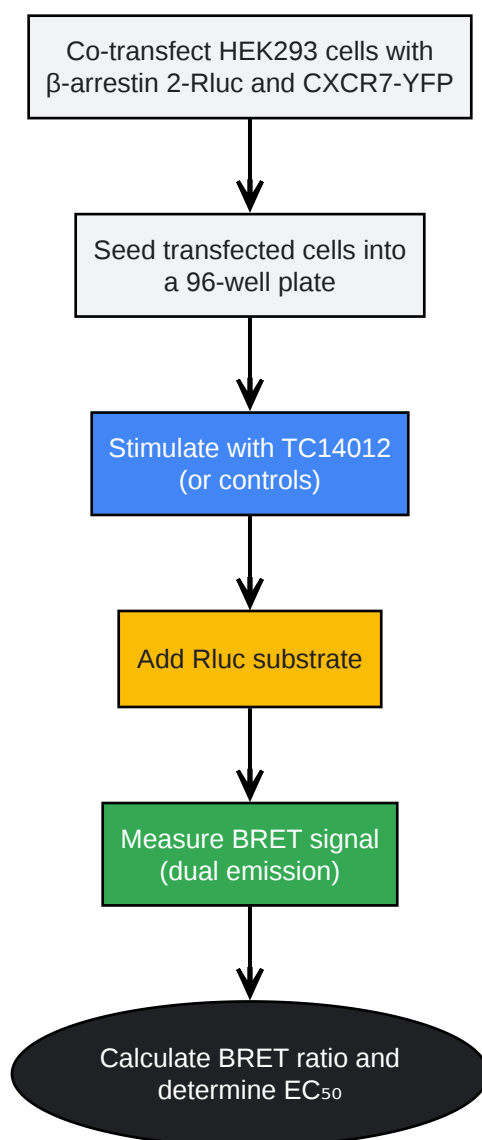 Co-transfect HEK293 cells with
β-arrestin 2-Rluc and CXCR7-YFP
Seed transfected cells into
a 96-well plate
Stimulate with TC14012
(or controls)
Add Rluc substrate
Measure BRET signal
(dual emission)
Calculate BRET ratio and
determine EC₅₀